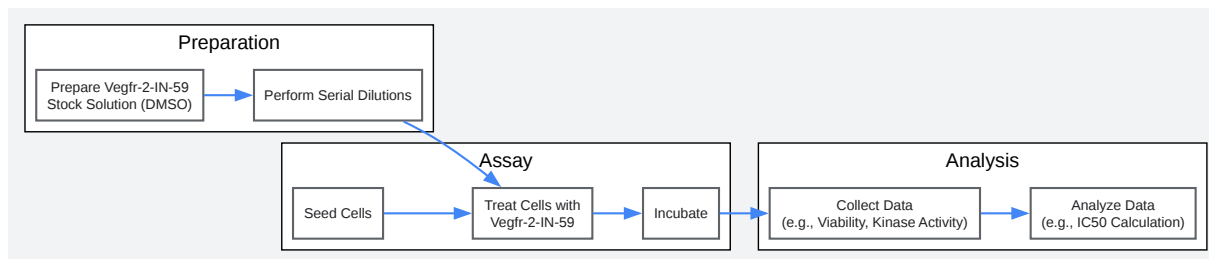 Preparation
Prepare Vegfr-2-IN-59
Stock Solution (DMSO)
Perform Serial Dilutions
Assay
Seed Cells
Treat Cells with
Vegfr-2-IN-59
Incubate
Analysis
Collect Data
(e.g., Viability, Kinase Activity)
Analyze Data
(e.g., IC50 Calculation)